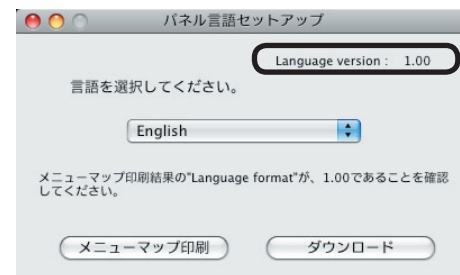 パネル言語セットアップ
Language version : 1.00
言語を選択してください。
English
メニューマップ印刷結果の"Language format"が、1.00であることを確認
してください。
メニューマップ印刷
ダウンロード